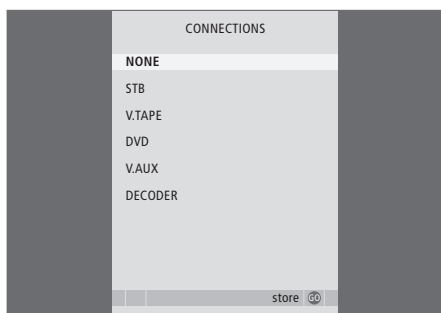 CONNECTIONS
NONE
STB
V.TAPE
DVD
V.AUX
DECODER
store GO